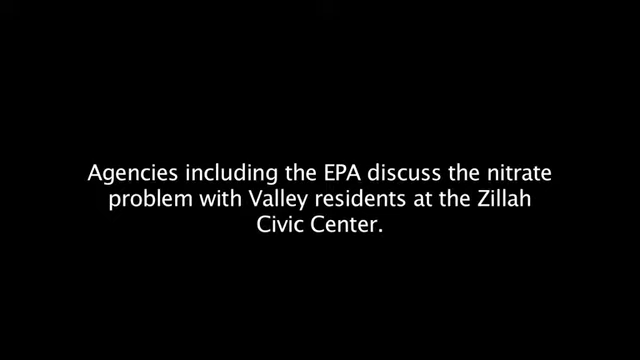 Agencies including the EPA discuss the nitrate
problem with Valley residents at the Zillah
Civic Center.